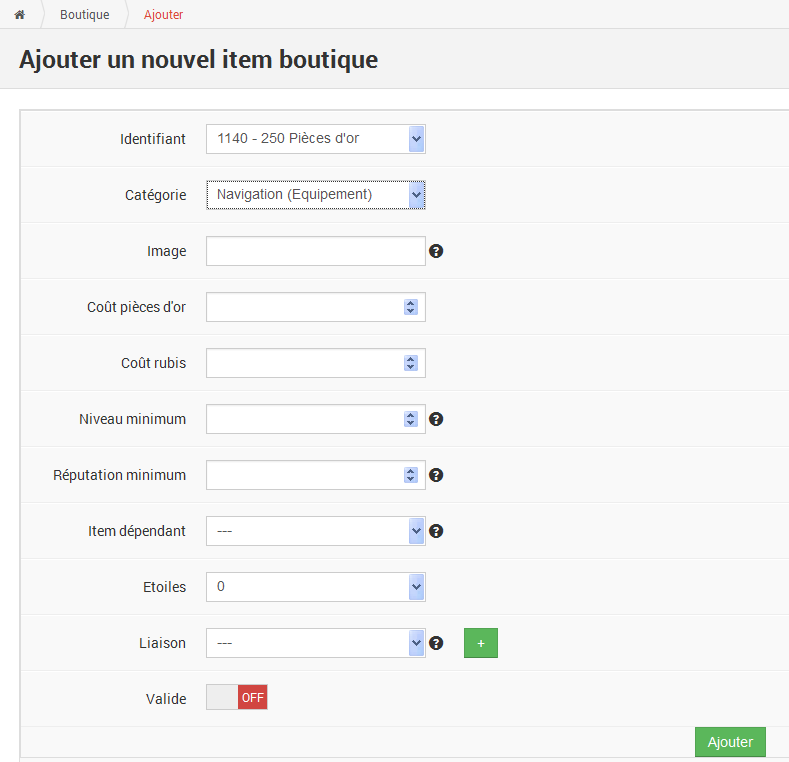 Boutique Ajouter
Ajouter un nouvel item boutique
Identifiant 1140 - 250 Pièces d'or
Catégorie Navigation (Equipement)
Image ?
Coût pièces d'or
Coût rubis
Niveau minimum ?
Réputation minimum ?
Item dépendant --- ?
Etoiles 0
Liaison --- ? +
Valide OFF
Ajouter